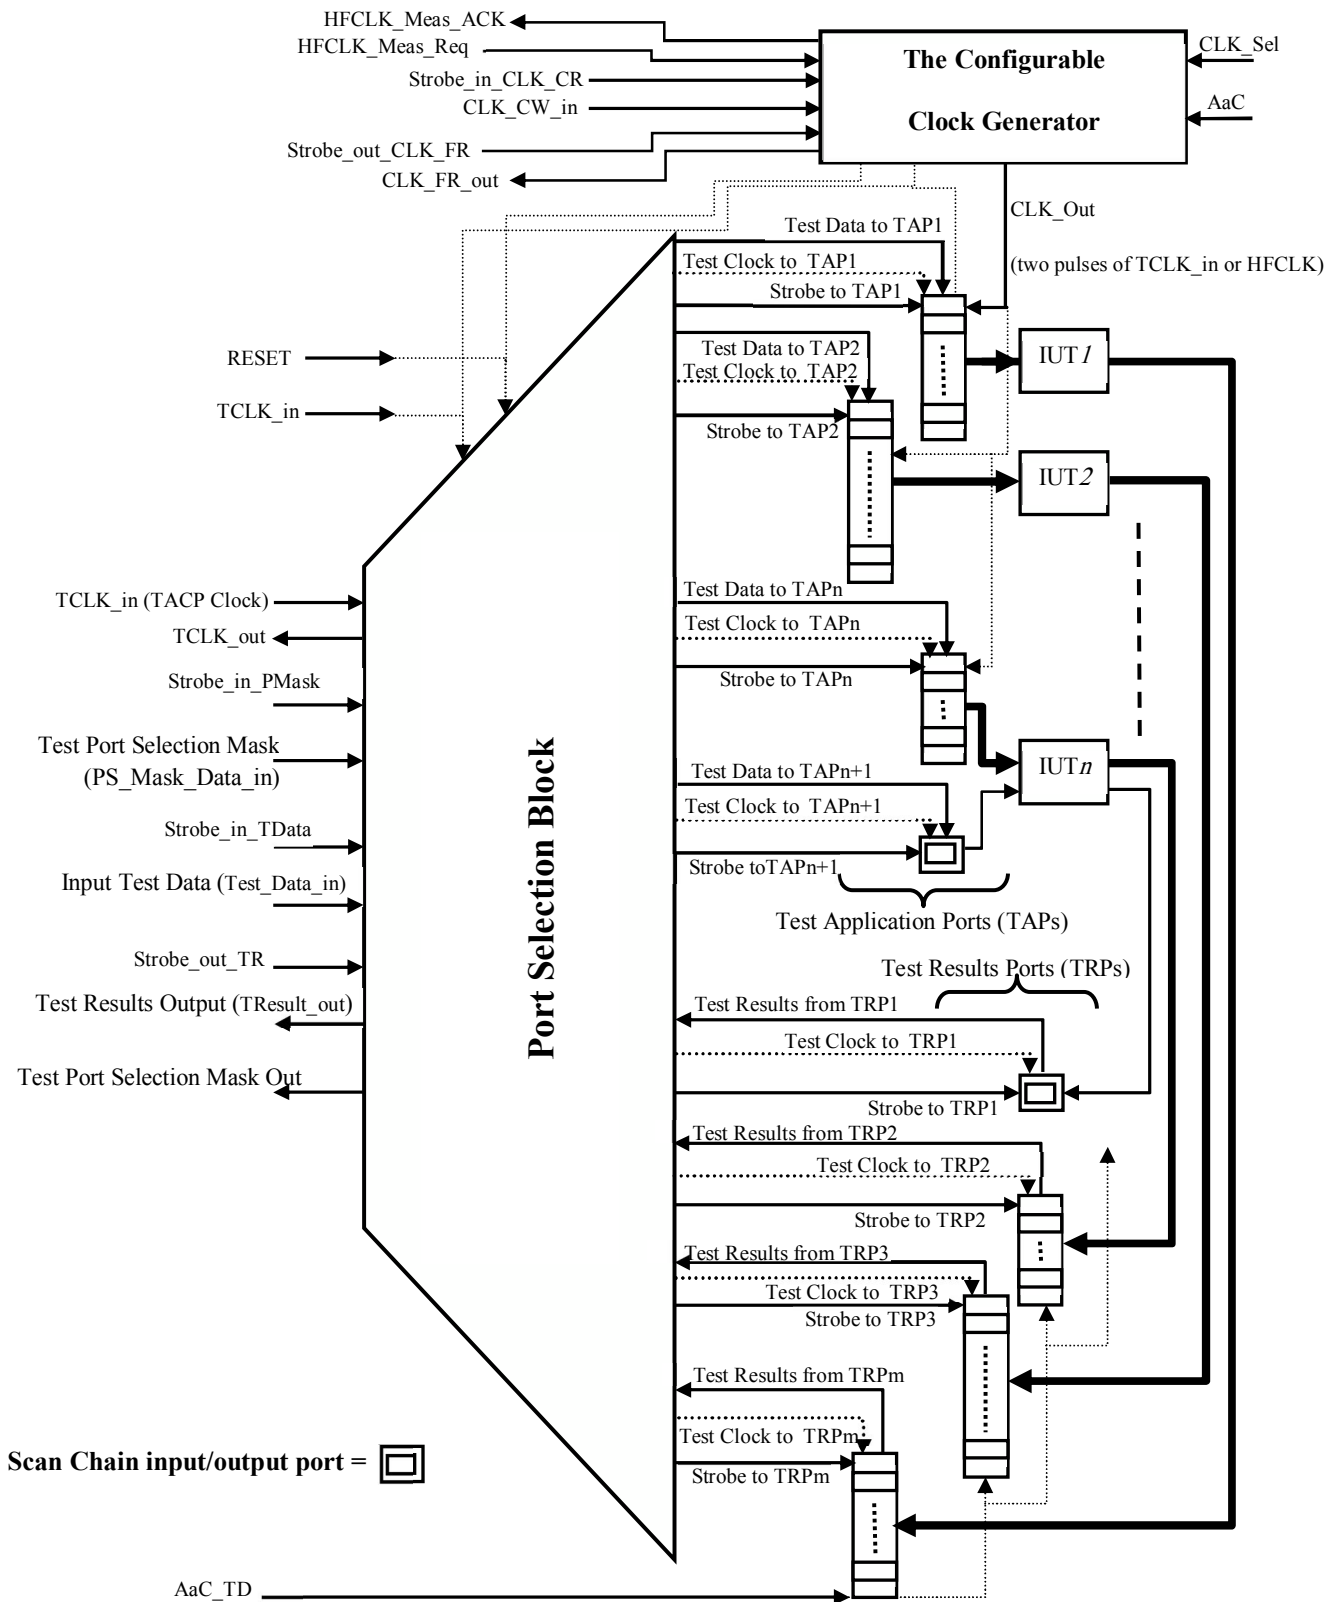 HFCLK_Meas_ACK
HFCLK_Meas_Req
Strobe_in_CLK_CR
CLK_CW_in
Strobe_out_CLK_FR
CLK_FR_out
The Configurable
Clock Generator
CLK_Sel
AaC
CLK_Out
(two pulses of TCLK_in or HFCLK)
Test Data to TAP1
Test Clock to TAP1
Strobe to TAP1
Test Data to TAP2
Test Clock to TAP2
Strobe to TAP2
RESET
TCLK_in
IUT1
IUT2
TCLK_in (TACP Clock)
TCLK_out
Strobe_in_PMask
Test Port Selection Mask
(PS_Mask_Data_in)
Strobe_in_TData
Input Test Data (Test_Data_in)
Strobe_out_TR
Test Results Output (TResult_out)
Test Port Selection Mask Out
Port Selection Block
Test Data to TAPn
Test Clock to TAPn
Strobe to TAPn
IUTn
Test Data to TAPn+1
Test Clock to TAPn+1
Strobe toTAPn+1
Test Application Ports (TAPs)
Test Results Ports (TRPs)
Test Results from TRP1
Test Clock to TRP1
Strobe to TRP1
Test Results from TRP2
Test Clock to TRP2
Strobe to TRP2
Test Results from TRP3
Test Clock to TRP3
Strobe to TRP3
Test Results from TRPm
Test Clock to TRPm
Strobe to TRPm
Scan Chain input/output port =
AaC_TD